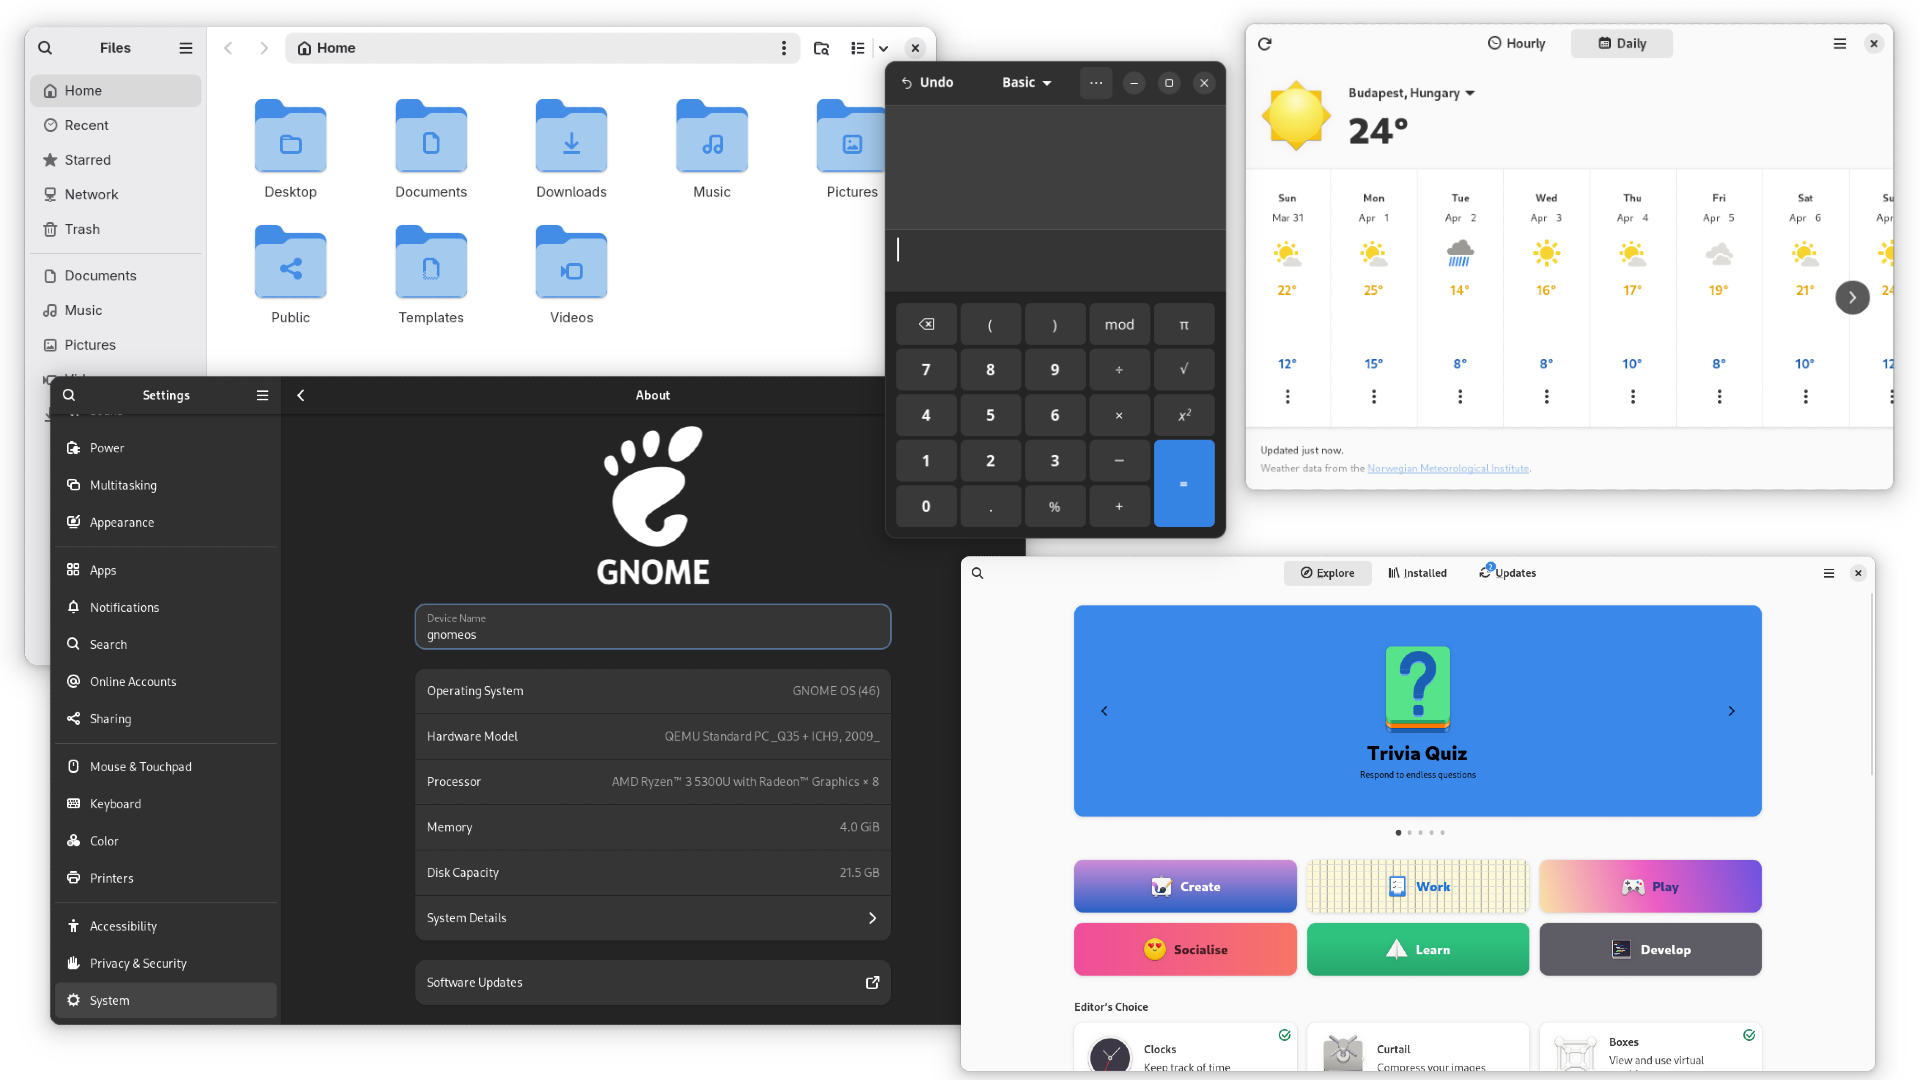 Files
Home
Home
Recent
Starred
Network
Trash
Documents
Music
Pictures
Desktop
Documents
Downloads
Music
Pictures
Public
Templates
Videos
Undo
Basic
( ) mod π
7 8 9 ÷ √
4 5 6 × x²
1 2 3 −
0 . % +
=
Hourly
Daily
Budapest, Hungary
24°
Sun Mon Tue Wed Thu Fri Sat
Mar 31 Apr 1 Apr 2 Apr 3 Apr 4 Apr 5 Apr 6
22° 25° 14° 16° 17° 19° 21°
12° 15° 8° 8° 10° 8° 10°
Updated just now.
Weather data from the Norwegian Meteorological Institute.
Settings
About
Power
Multitasking
Appearance
Apps
Notifications
Search
Online Accounts
Sharing
Mouse & Touchpad
Keyboard
Color
Printers
Accessibility
Privacy & Security
System
GNOME
Device Name
gnomeos
Operating System GNOME OS (46)
Hardware Model QEMU Standard PC _Q35 + ICH9, 2009_
Processor AMD Ryzen™ 3 5300U with Radeon™ Graphics × 8
Memory 4.0 GiB
Disk Capacity 21.5 GB
System Details
Software Updates
Explore
Installed
2
Updates
Trivia Quiz
Respond to endless questions
Create
Work
Play
Socialise
Learn
Develop
Editor's Choice
Clocks
Keep track of time
Curtail
Compress your images
Boxes
View and use virtual